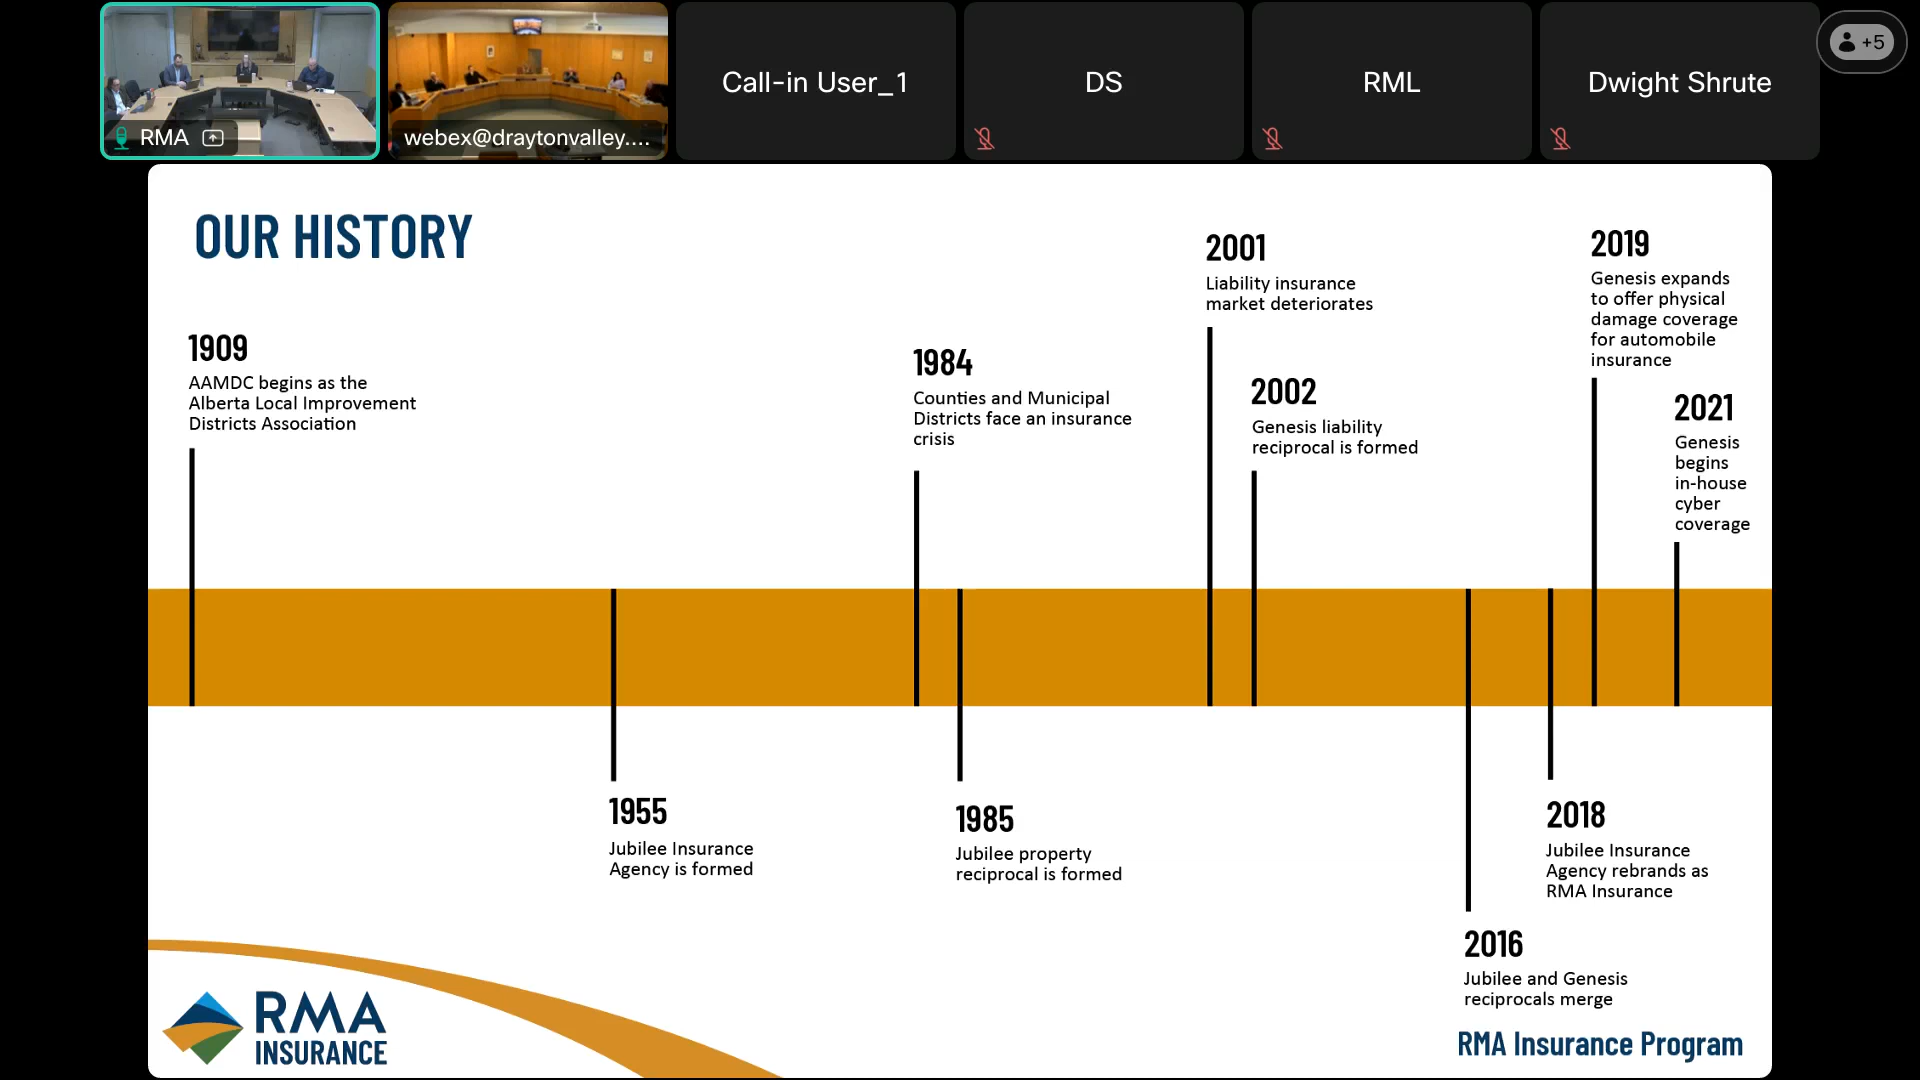 RMA
webex@draytonvalley....
Call-in User_1
DS
RML
Dwight Shrute
+5
OUR HISTORY
1909
AAMDC begins as the
Alberta Local Improvement
Districts Association
1984
Counties and Municipal
Districts face an insurance
crisis
2001
Liability insurance
market deteriorates
2002
Genesis liability
reciprocal is formed
2019
Genesis expands
to offer physical
damage coverage
for automobile
insurance
2021
Genesis
begins
in-house
cyber
coverage
1955
Jubilee Insurance
Agency is formed
1985
Jubilee property
reciprocal is formed
2016
Jubilee and Genesis
reciprocals merge
2018
Jubilee Insurance
Agency rebrands as
RMA Insurance
RMA
INSURANCE
RMA Insurance Program